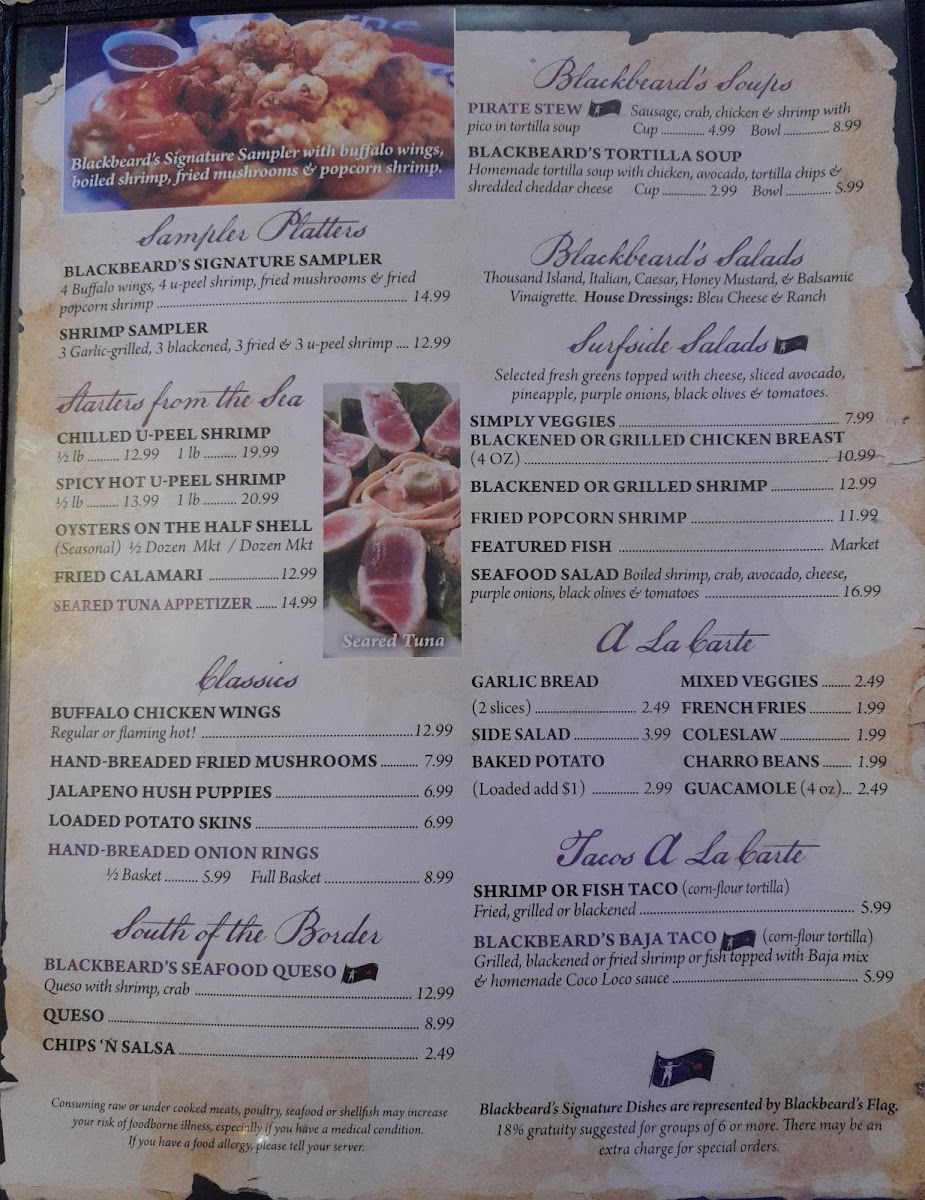 Blackbeard's Signature Sampler with buffalo wings,
boiled shrimp, fried mushrooms & popcorn shrimp.
Sampler Platters
BLACKBEARD'S SIGNATURE SAMPLER
4 Buffalo wings, 4 u-peel shrimp, fried mushrooms & fried
popcorn shrimp ..... 14.99
SHRIMP SAMPLER
3 Garlic-grilled, 3 blackened, 3 fried & 3 u-peel shrimp .... 12.99
Starters from the Sea
CHILLED U-PEEL SHRIMP
½ lb ......... 12.99 1 lb .......... 19.99
SPICY HOT U-PEEL SHRIMP
½ lb ......... 13.99 1 lb .......... 20.99
OYSTERS ON THE HALF SHELL
(Seasonal) ½ Dozen Mkt / Dozen Mkt
FRIED CALAMARI ..... 12.99
SEARED TUNA APPETIZER ...... 14.99
Seared Tuna
Classics
BUFFALO CHICKEN WINGS
Regular or flaming hot! ..... 12.99
HAND-BREADED FRIED MUSHROOMS .......... 7.99
JALAPENO HUSH PUPPIES ..... 6.99
LOADED POTATO SKINS ..... 6.99
HAND-BREADED ONION RINGS
½ Basket .......... 5.99 Full Basket ..... 8.99
South of the Border
BLACKBEARD'S SEAFOOD QUESO
Queso with shrimp, crab ..... 12.99
QUESO ..... 8.99
CHIPS 'N SALSA ..... 2.49
Consuming raw or under cooked meats, poultry, seafood or shellfish may increase
your risk of foodborne illness, especially if you have a medical condition.
If you have a food allergy, please tell your server.
Blackbeard's Soups
PIRATE STEW Sausage, crab, chicken & shrimp with
pico in tortilla soup Cup ............. 4.99 Bowl ............. 8.99
BLACKBEARD'S TORTILLA SOUP
Homemade tortilla soup with chicken, avocado, tortilla chips &
shredded cheddar cheese Cup ............. 2.99 Bowl ............. 5.99
Blackbeard's Salads
Thousand Island, Italian, Caesar, Honey Mustard, & Balsamic
Vinaigrette. House Dressings: Bleu Cheese & Ranch
Surfside Salads
Selected fresh greens topped with cheese, sliced avocado,
pineapple, purple onions, black olives & tomatoes.
SIMPLY VEGGIES ..... 7.99
BLACKENED OR GRILLED CHICKEN BREAST
(4 OZ) ..... 10.99
BLACKENED OR GRILLED SHRIMP ..... 12.99
FRIED POPCORN SHRIMP ..... 11.99
FEATURED FISH ..... Market
SEAFOOD SALAD Boiled shrimp, crab, avocado, cheese,
purple onions, black olives & tomatoes ..... 16.99
A La Carte
GARLIC BREAD
(2 slices) ..... 2.49
SIDE SALAD ..... 3.99
BAKED POTATO
(Loaded add $1) ............. 2.99
MIXED VEGGIES ........ 2.49
FRENCH FRIES ............ 1.99
COLESLAW ..... 1.99
CHARRO BEANS ........ 1.99
GUACAMOLE (4 oz)... 2.49
Tacos A La Carte
SHRIMP OR FISH TACO (corn-flour tortilla)
Fried, grilled or blackened ..... 5.99
BLACKBEARD'S BAJA TACO (corn-flour tortilla)
Grilled, blackened or fried shrimp or fish topped with Baja mix
& homemade Coco Loco sauce ..... 5.99
Blackbeard's Signature Dishes are represented by Blackbeard's Flag.
18% gratuity suggested for groups of 6 or more. There may be an
extra charge for special orders.